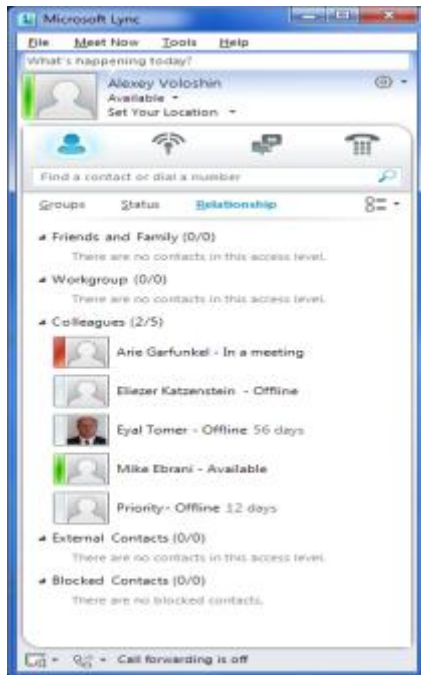 Microsoft Lync
File Meet Now Tools Help
What's happening today?
Alexey Voloshin
Available
Set Your Location
Find a contact or dial a number
Groups Status Relationship
Friends and Family (0/0)
There are no contacts in this access level.
Workgroup (0/0)
There are no contacts in this access level.
Colleagues (2/5)
Arie Garfunkel - In a meeting
Eliezer Katzenstein - Offline
Eyal Tomer - Offline 56 days
Mike Ebrani - Available
Priority- Offline 12 days
External Contacts (0/0)
There are no contacts in this access level.
Blocked Contacts (0/0)
There are no blocked contacts.
Call forwarding is off